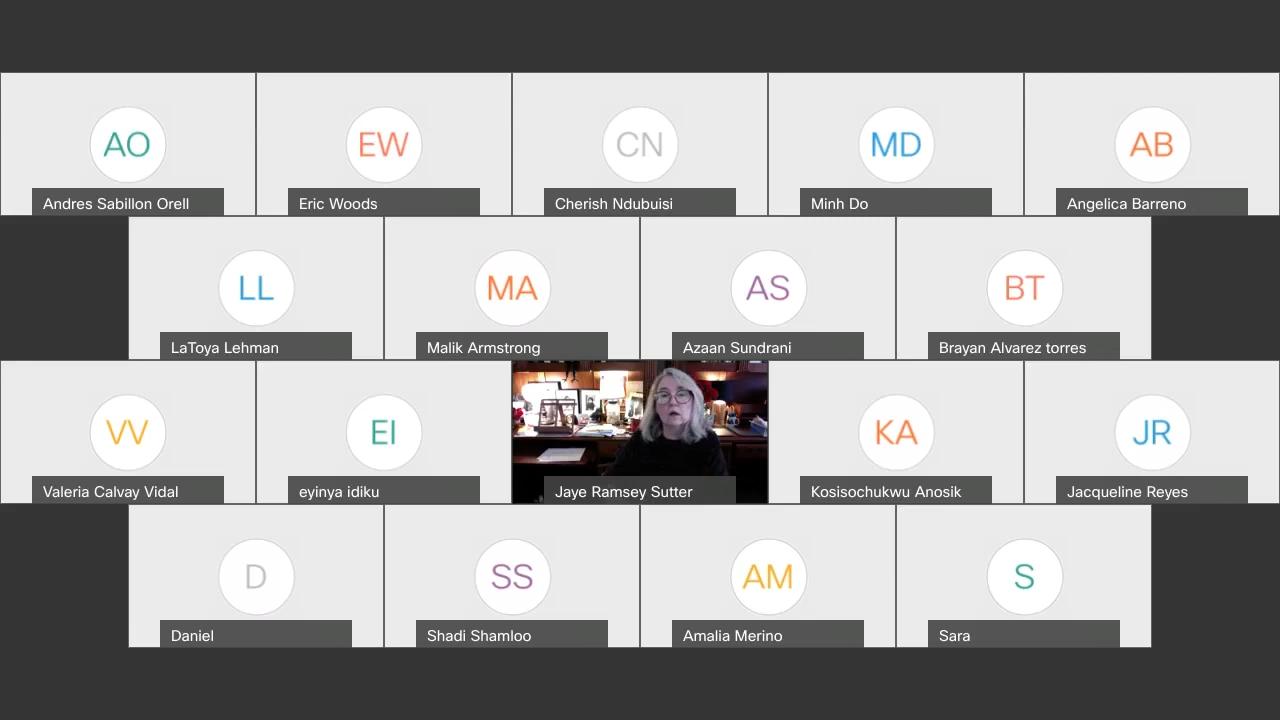 AO
Andres Sabillon Orell
EW
Eric Woods
CN
Cherish Ndubuisi
MD
Minh Do
AB
Angelica Barreno
LL
LaToya Lehman
MA
Malik Armstrong
AS
Azaan Sundrani
BT
Brayan Alvarez torres
VV
Valeria Calvay Vidal
EI
eyinya idiku
Jaye Ramsey Sutter
KA
Kosisochukwu Anosik
JR
Jacqueline Reyes
D
Daniel
SS
Shadi Shamloo
AM
Amalia Merino
S
Sara